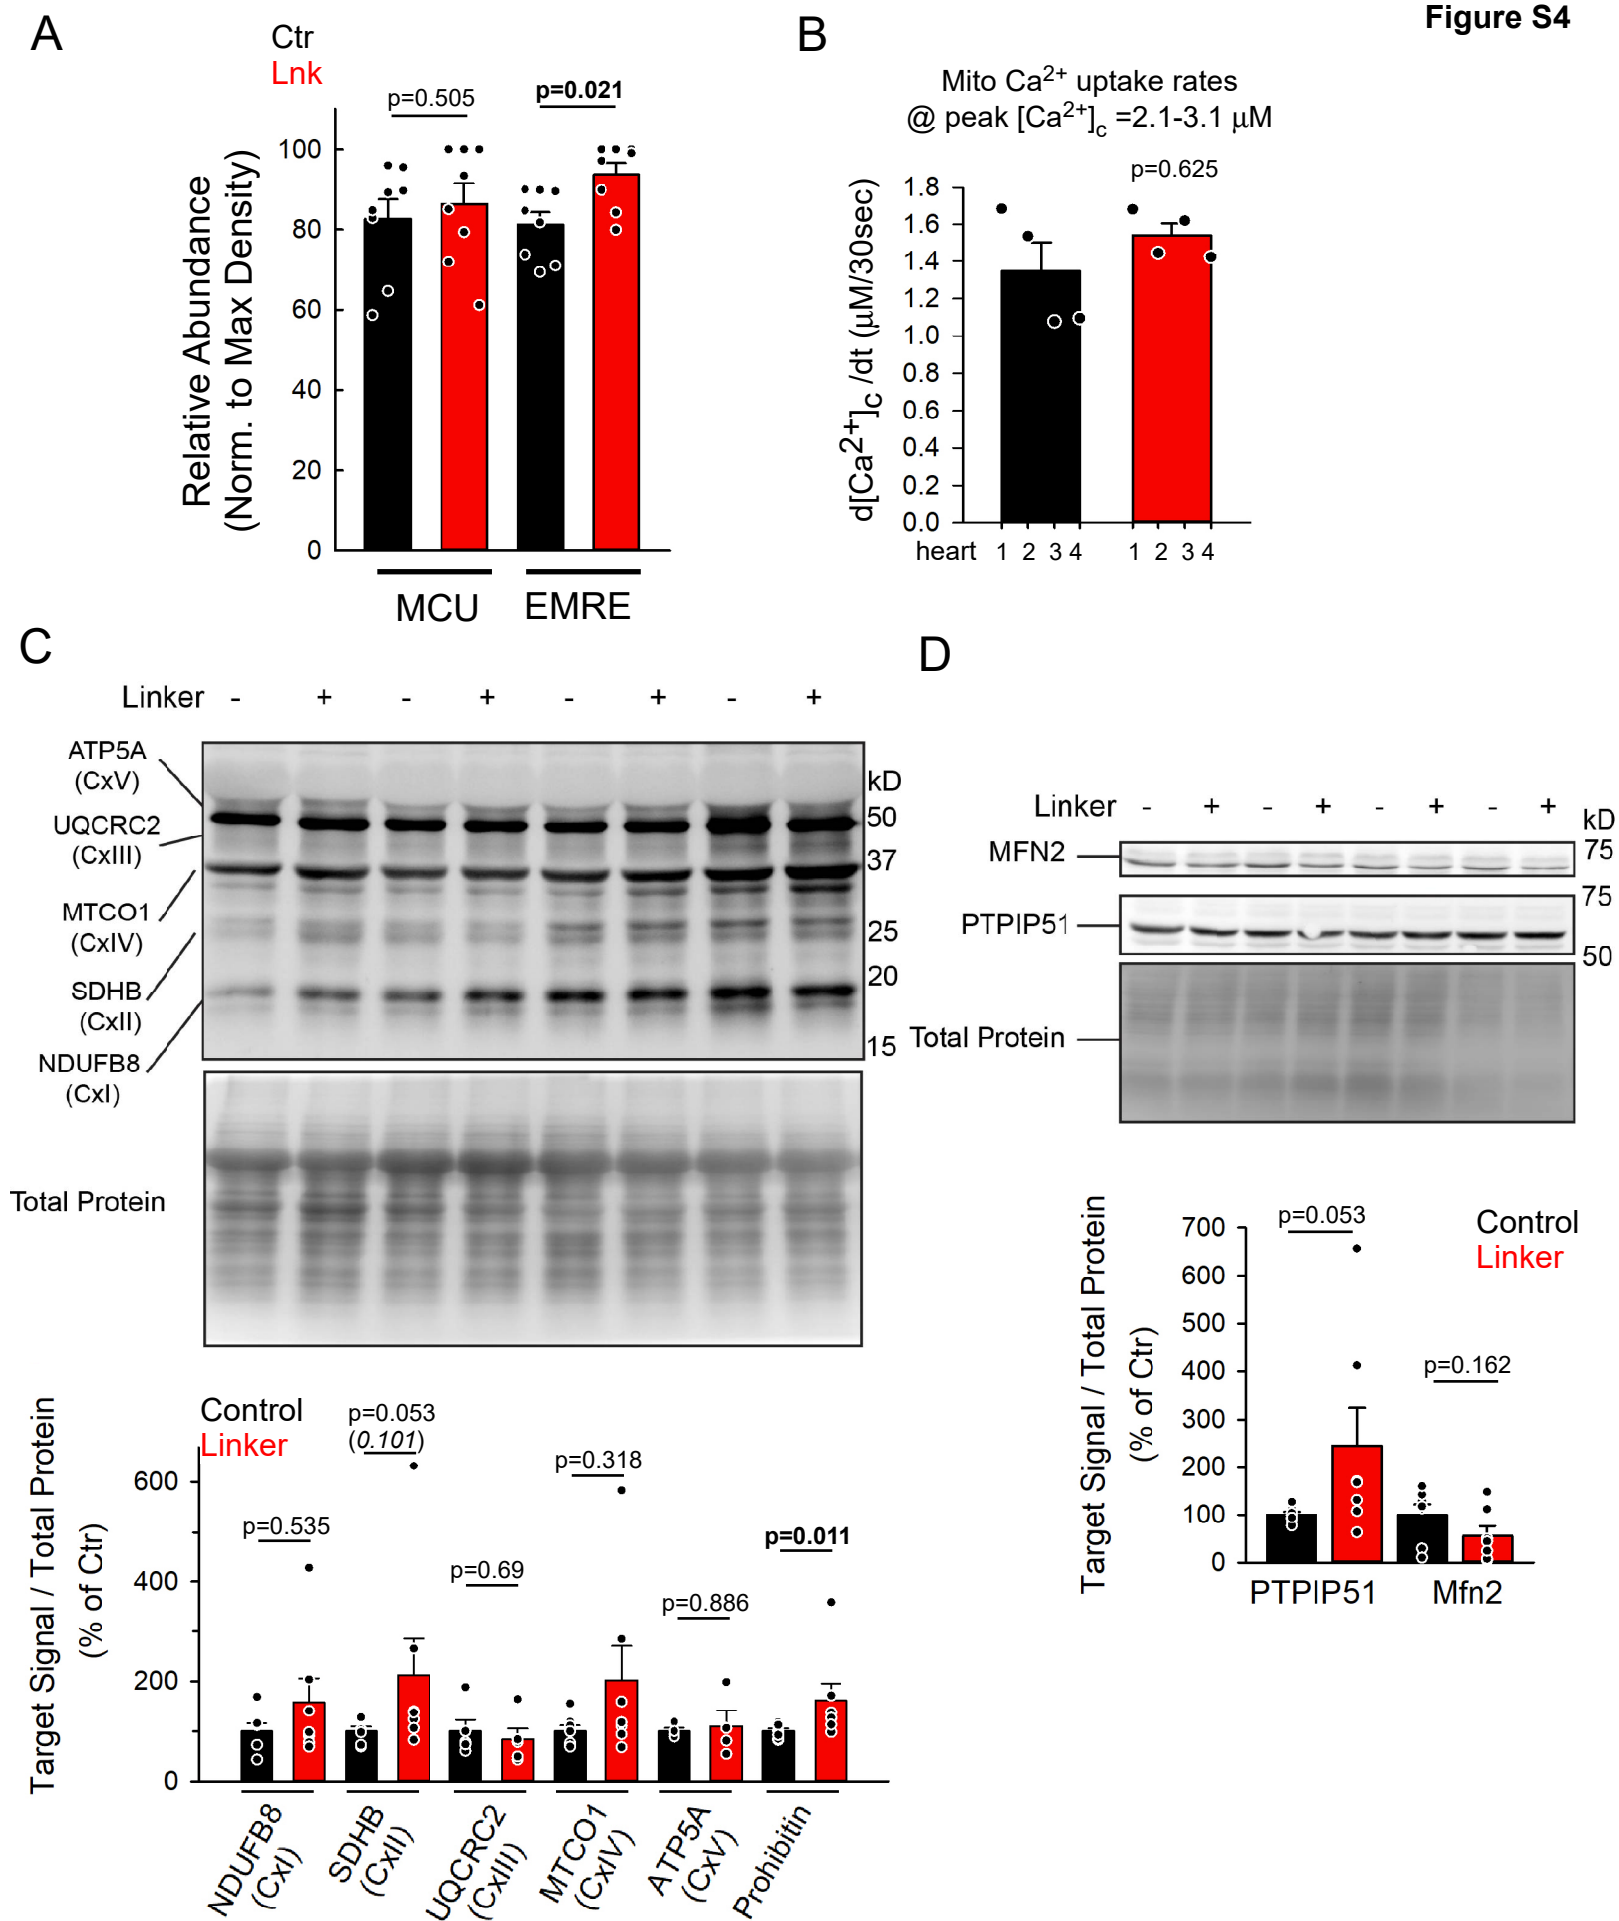 Figure S4
A
Ctr
Lnk
p=0.505
p=0.021
Relative Abundance
(Norm. to Max Density)
100
80
60
40
20
0
MCU
EMRE
B
Mito Ca2+ uptake rates
@ peak [Ca2+]c =2.1-3.1 μM
p=0.625
d[Ca2+]c /dt (μM/30sec)
1.8
1.6
1.4
1.2
1.0
0.8
0.6
0.4
0.2
0.0
heart 1 2 3 4 1 2 3 4
C
Linker - + - + - + - +
ATP5A
(CxV)
UQCRC2
(CxIII)
MTCO1
(CxIV)
SDHB
(CxII)
NDUFB8
(CxI)
kD
50
37
25
20
15
Total Protein
Control
Linker
Target Signal / Total Protein
(% of Ctr)
600
400
200
0
p=0.535
p=0.053
(0.101)
p=0.69
p=0.318
p=0.886
p=0.011
NDUFB8
(CxI)
SDHB
(CxII)
UQCRC2
(CxIII)
MTCO1
(CxIV)
ATP5A
(CxV)
Prohibitin
D
Linker - + - + - + - +
kD
MFN2
75
75
PTPIP51
50
Total Protein
Target Signal / Total Protein
(% of Ctr)
700
600
500
400
300
200
100
0
p=0.053
p=0.162
Control
Linker
PTPIP51
Mfn2